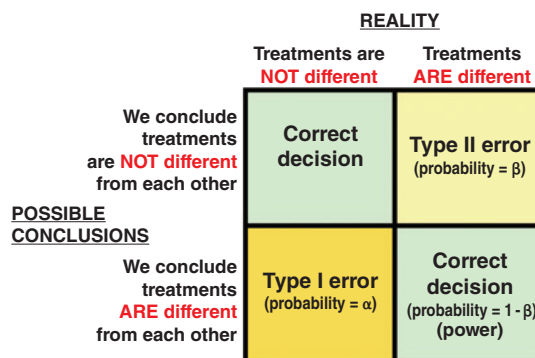 REALITY
Treatments are
NOT different
Treatments
ARE different
We conclude
treatments
are NOT different
from each other
Correct
decision
Type II error
(probability = β)
POSSIBLE
CONCLUSIONS
We conclude
treatments
ARE different
from each other
Type I error
(probability = α)
Correct
decision
(probability = 1 - β)
(power)